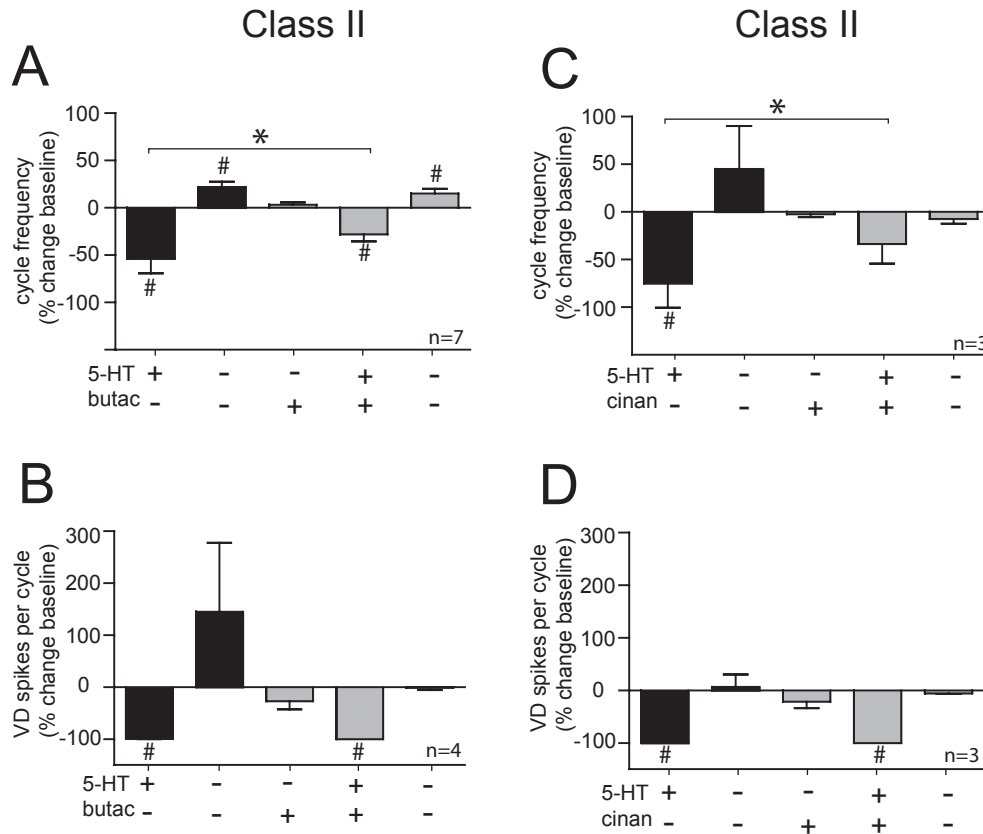 Class II
A
cycle frequency
(% change baseline)
100
50
0
-50
-100
*
#
#
#
#
n=7
5-HT + - - + -
butac - - + + -
B
VD spikes per cycle
(% change baseline)
300
200
100
0
-100
#
#
n=4
5-HT + - - + -
butac - - + + -
Class II
C
cycle frequency
(% change baseline)
100
50
0
-50
-100
*
#
n=3
5-HT + - - + -
cinan - - + + -
D
VD spikes per cycle
(% change baseline)
300
200
100
0
-100
#
#
n=3
5-HT + - - + -
cinan - - + + -